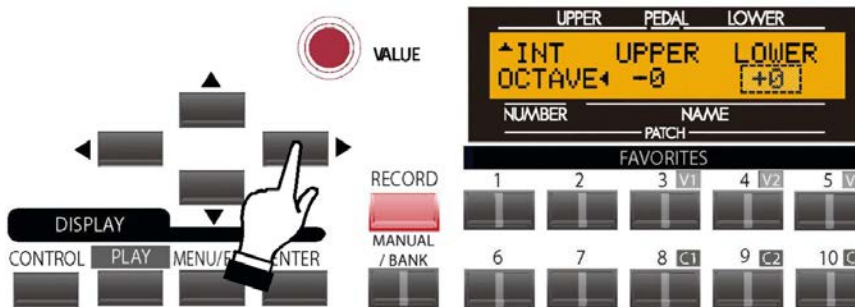 UPPER PEDAL LOWER
INT UPPER LOWER
OCTAVE -0 +0
NUMBER NAME
PATCH
VALUE
FAVORITES
RECORD
1 2 3 V1 4 V2 5
DISPLAY
CONTROL PLAY
MANUAL
/ BANK
6 7 8 C1 9 C2 10